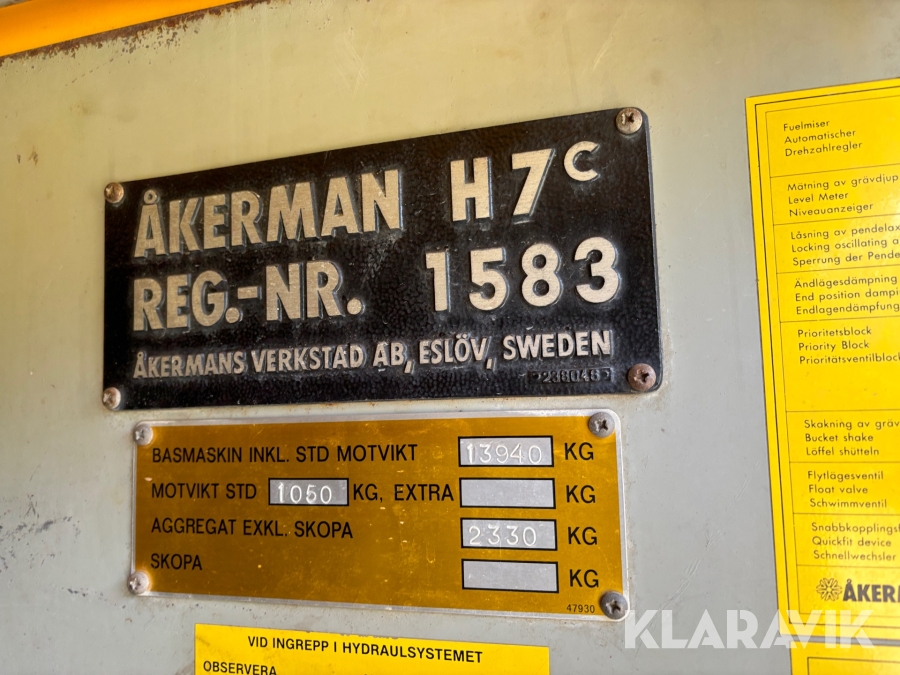 ÅKERMAN H7C
REG.-NR. 1583
ÅKERMANS VERKSTAD AB, ESLÖV, SWEDEN
BASMASKIN INKL. STD MOTVIKT 13940 KG
MOTVIKT STD 1050 KG, EXTRA KG
AGGREGAT EXKL. SKOPA 2330 KG
SKOPA KG
47930
VID INGREPP I HYDRAULSYSTEMET
OBSERVERA
Fuelmiser
Automatischer
Drehzahlregler
Mätning av grävdjup
Level Meter
Niveauanzeiger
Låsning av pendelax
Locking oscillating a
Sperrung der Pende
Ändlägesdämpning
End position dampi
Endlagendämpfung
Prioritetsblock
Priority Block
Prioritätsventilblock
Skakning av gräv
Bucket shake
Löffel shütteln
Flytlägesventil
Float valve
Schwimmventil
Snabbkopplingsf
Quickfit device
Schnellwechsler
ÅKERM
KLARAVIK